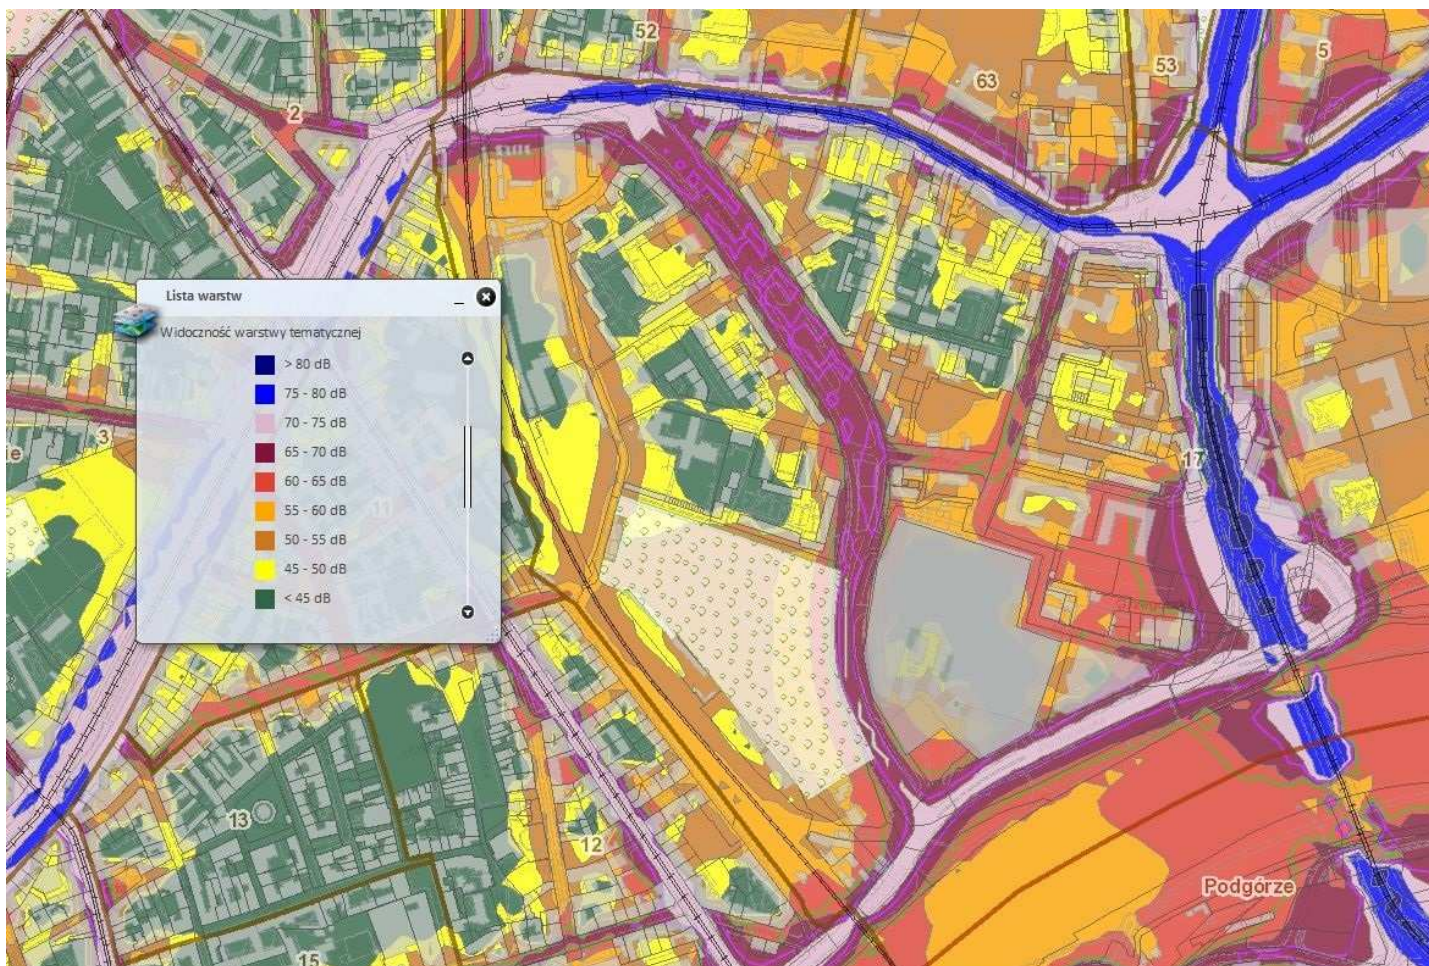 52
5
53
63
2
Lista warstw
Widoczność warstwy tematycznej
> 80 dB
75 - 80 dB
70 - 75 dB
65 - 70 dB
60 - 65 dB
55 - 60 dB
50 - 55 dB
45 - 50 dB
< 45 dB
3
e
17
11
13
12
Podgórze
15